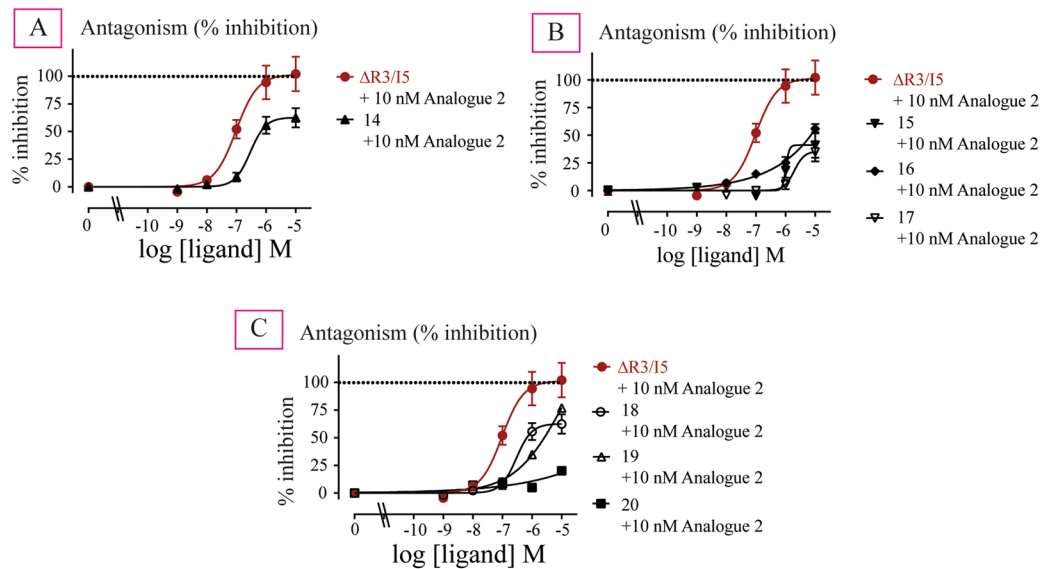 A
Antagonism (% inhibition)
% inhibition
100
75
50
25
0
0
-10
-9
-8
-7
-6
-5
log [ligand] M
ΔR3/I5
+ 10 nM Analogue 2
14
+10 nM Analogue 2
B
Antagonism (% inhibition)
% inhibition
100
75
50
25
0
0
-10
-9
-8
-7
-6
-5
log [ligand] M
ΔR3/I5
+ 10 nM Analogue 2
15
+10 nM Analogue 2
16
+10 nM Analogue 2
17
+10 nM Analogue 2
C
Antagonism (% inhibition)
% inhibition
100
75
50
25
0
0
-10
-9
-8
-7
-6
-5
log [ligand] M
ΔR3/I5
+ 10 nM Analogue 2
18
+10 nM Analogue 2
19
+10 nM Analogue 2
20
+10 nM Analogue 2